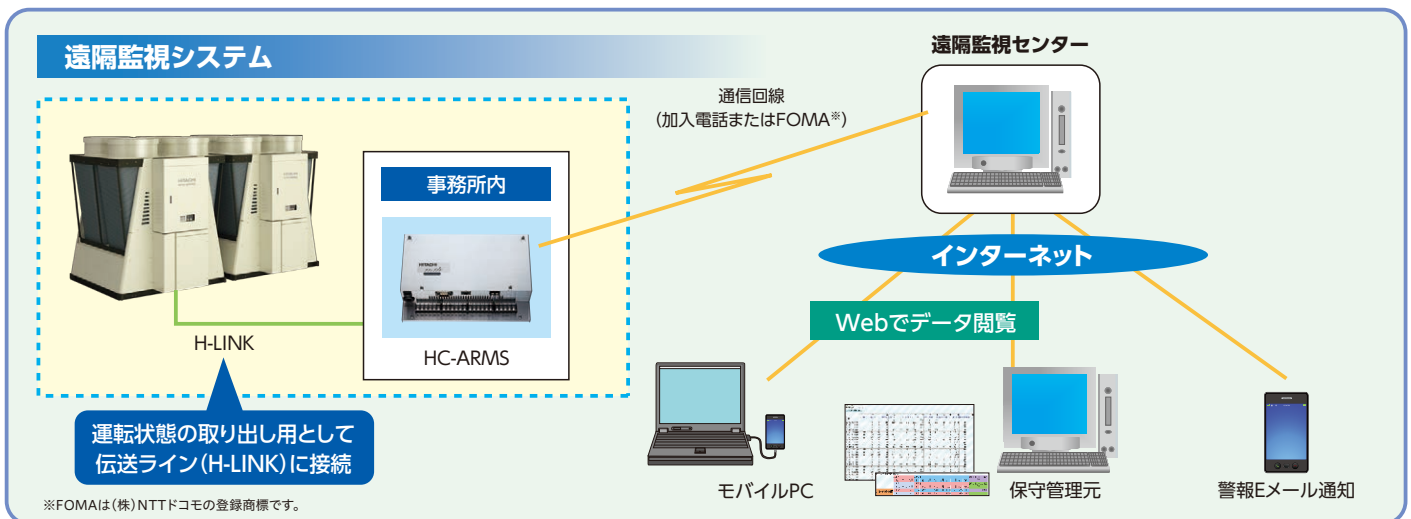 遠隔監視システム
遠隔監視センター
通信回線
(加入電話またはFOMA※)
事務所内
HITACHI
インターネット
Webでデータ閲覧
H-LINK
HC-ARMS
運転状態の取り出し用として
伝送ライン(H-LINK)に接続
モバイルPC
保守管理元
警報Eメール通知
※FOMAは(株)NTTドコモの登録商標です。